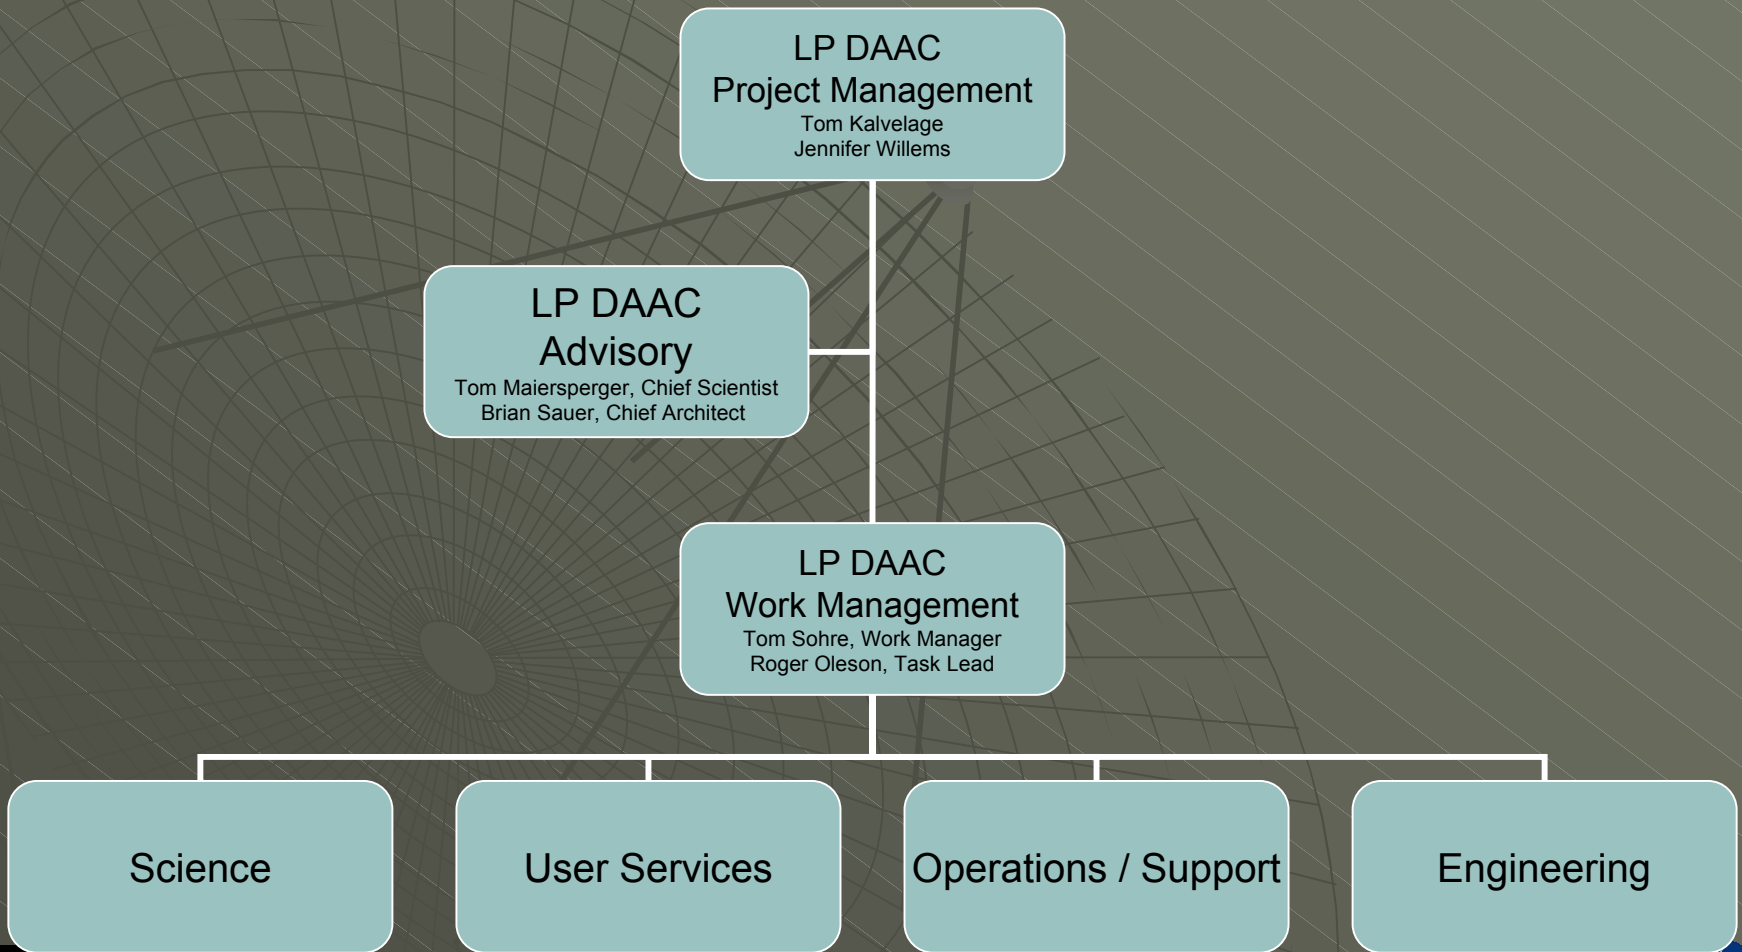 LP DAAC
Project Management
Tom Kalvelage
Jennifer Willems
LP DAAC
Advisory
Tom Maiersperger, Chief Scientist
Brian Sauer, Chief Architect
LP DAAC
Work Management
Tom Sohre, Work Manager
Roger Oleson, Task Lead
Science
User Services
Operations / Support
Engineering